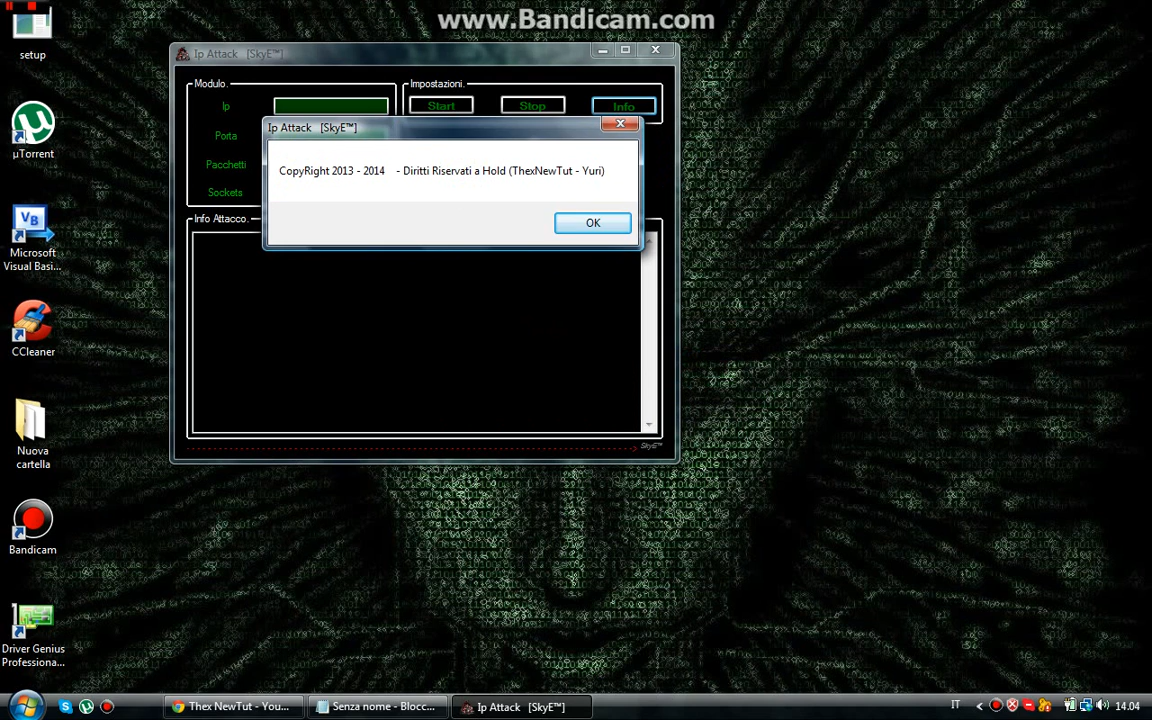 www.Bandicam.com
setup
µTorrent
Microsoft
Visual Basi...
CCleaner
Nuova
cartella
Bandicam
Driver Genius
Professiona...
Ip Attack [SkyE™]
Modulo.
Impostazioni.
Ip
Start
Stop
Info
Porta
Pacchetti
Sockets
Ip Attack [SkyE™]
CopyRight 2013 - 2014 - Diritti Riservati a Hold (ThexNewTut - Yuri)
OK
Info Attacco.
SkyE™
Thex NewTut - You...
Senza nome - Blocc...
Ip Attack [SkyE™]
IT
14.04